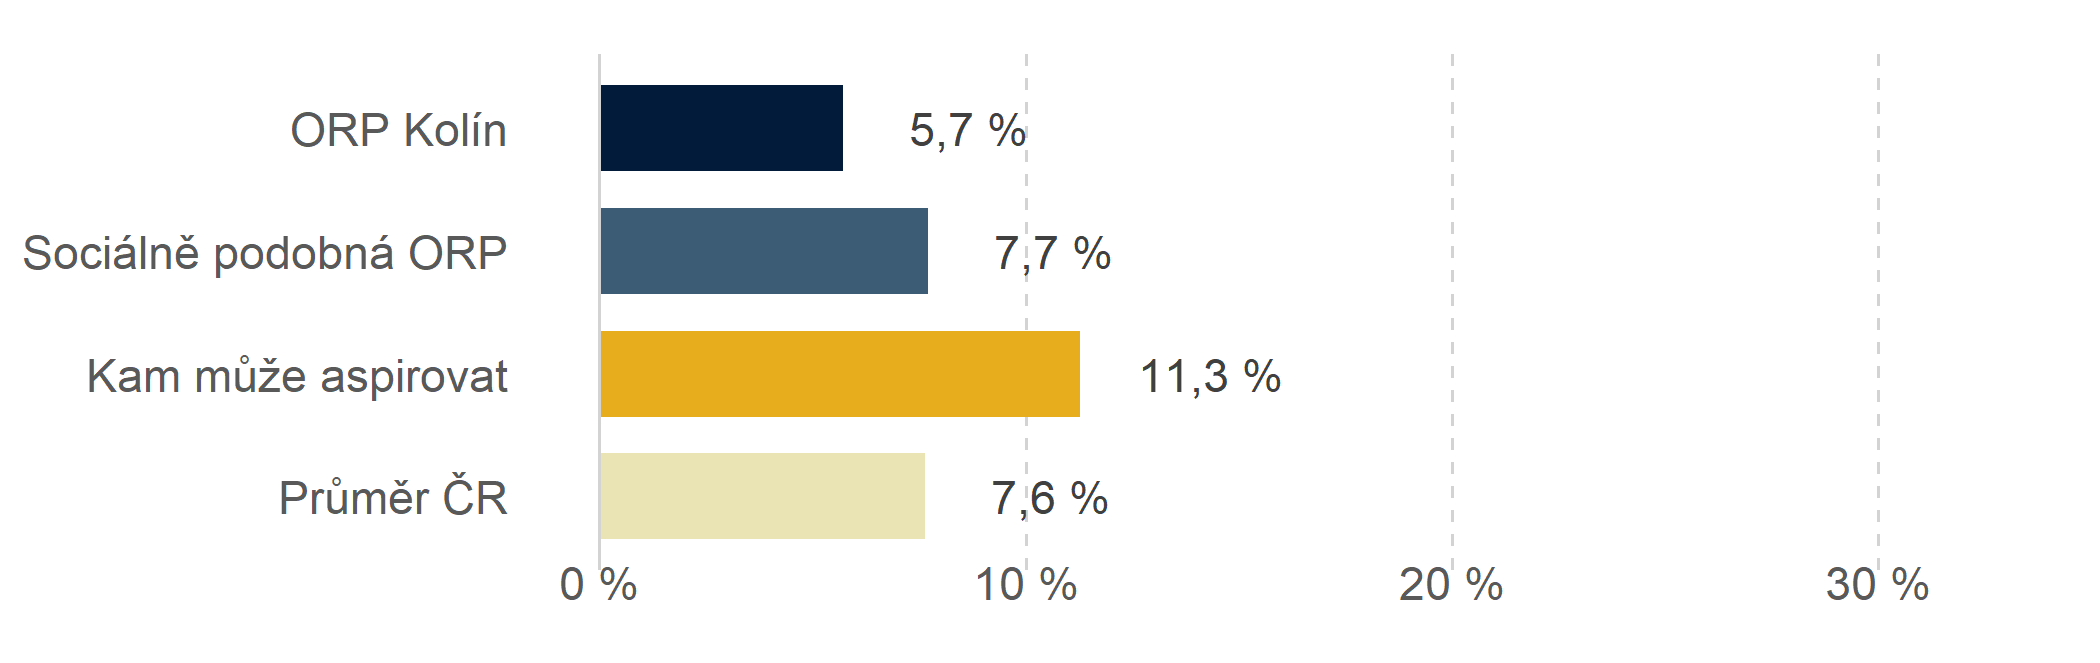 ORP Kolín 5,7 %
Sociálně podobná ORP 7,7 %
Kam může aspirovat 11,3 %
Průměr ČR 7,6 %
0 % 10 % 20 % 30 %